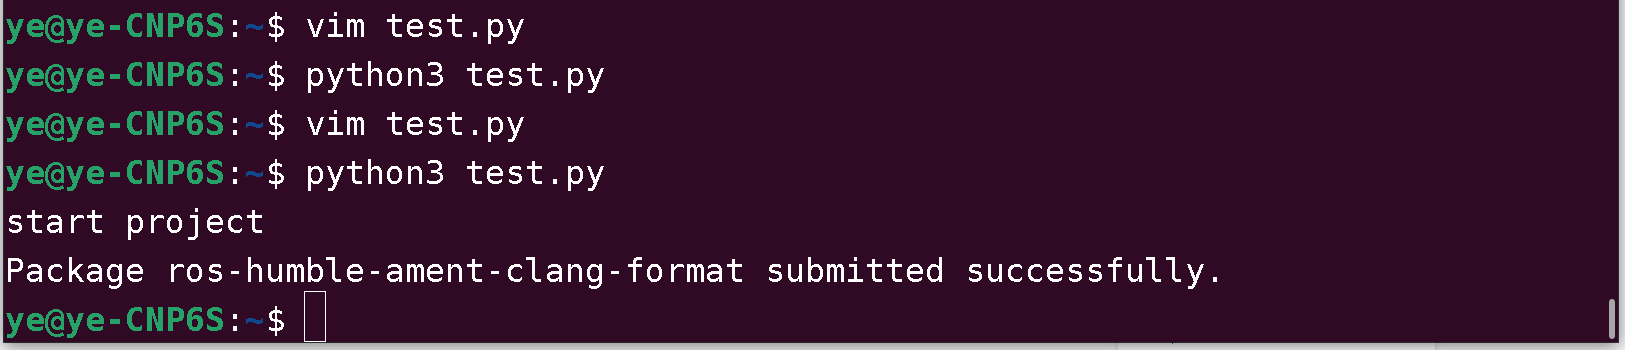 ye@ye-CNP6S:~$ vim test.py
ye@ye-CNP6S:~$ python3 test.py
ye@ye-CNP6S:~$ vim test.py
ye@ye-CNP6S:~$ python3 test.py
start project
Package ros-humble-ament-clang-format submitted successfully.
ye@ye-CNP6S:~$